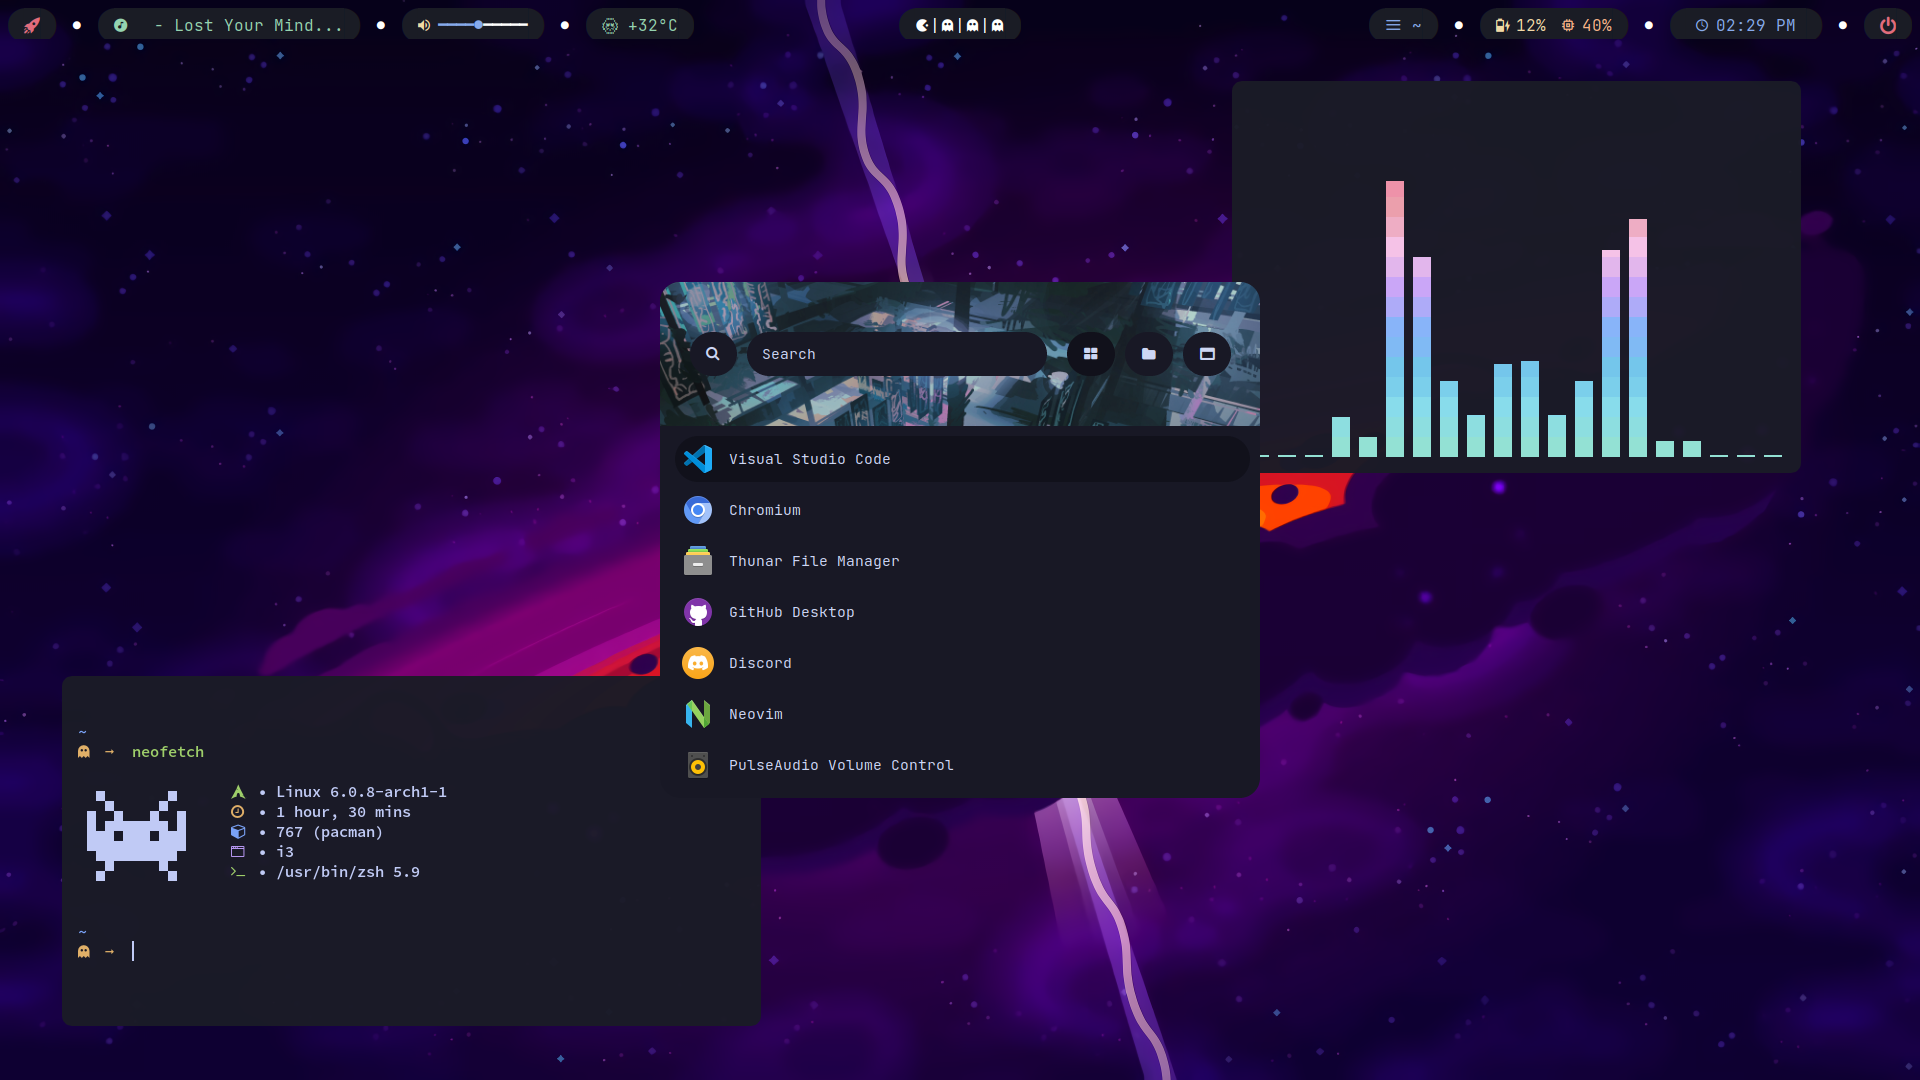 - Lost Your Mind...
+32°C
~
12% 40%
02:29 PM
Search
Visual Studio Code
Chromium
Thunar File Manager
GitHub Desktop
Discord
Neovim
PulseAudio Volume Control
~
→ neofetch
• Linux 6.0.8-arch1-1
• 1 hour, 30 mins
• 767 (pacman)
• i3
• /usr/bin/zsh 5.9
~
→